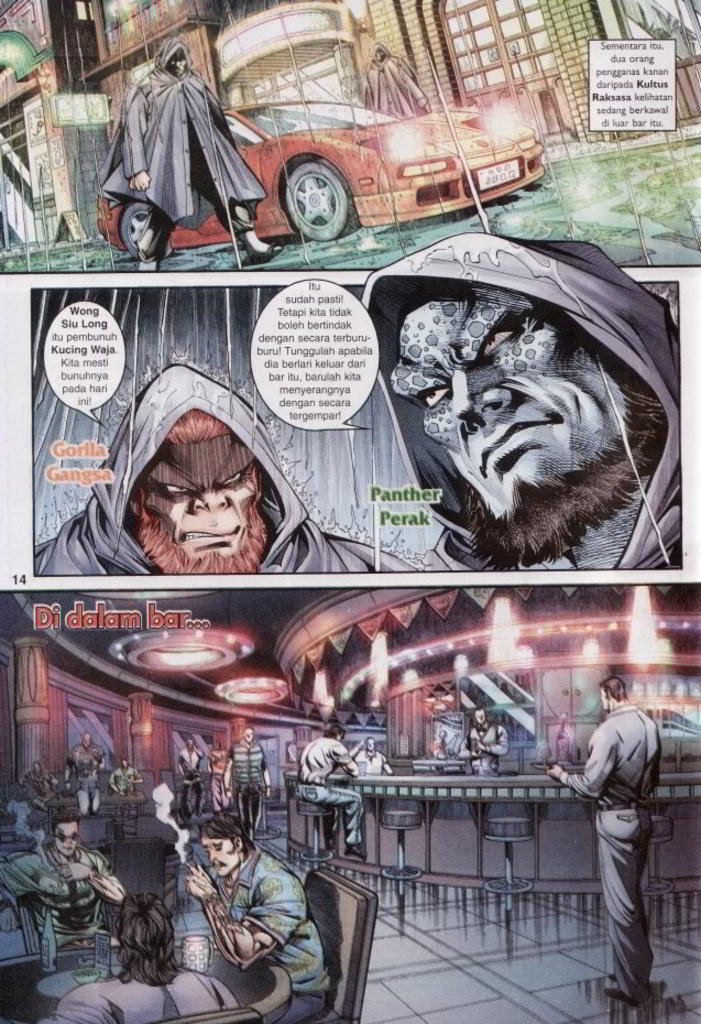 Sementara itu,
dua orang
pengganas kanan
daripada Kultus
Raksasa kelihatan
sedang berkawal
di luar bar itu.
Wong
Siu Long
itu pembunuh
Kucing Waja.
Kita mesti
bunuhnya
pada hari
ini!
Itu
sudah pasti!
Tetapi kita tidak
boleh bertindak
dengan secara terburu-
buru! Tunggulah apabila
dia berlari keluar dari
bar itu, barulah kita
menyerangnya
dengan secara
tergempar!
Gorila
Gangsa
Panther
Perak
14
Di dalam bar...